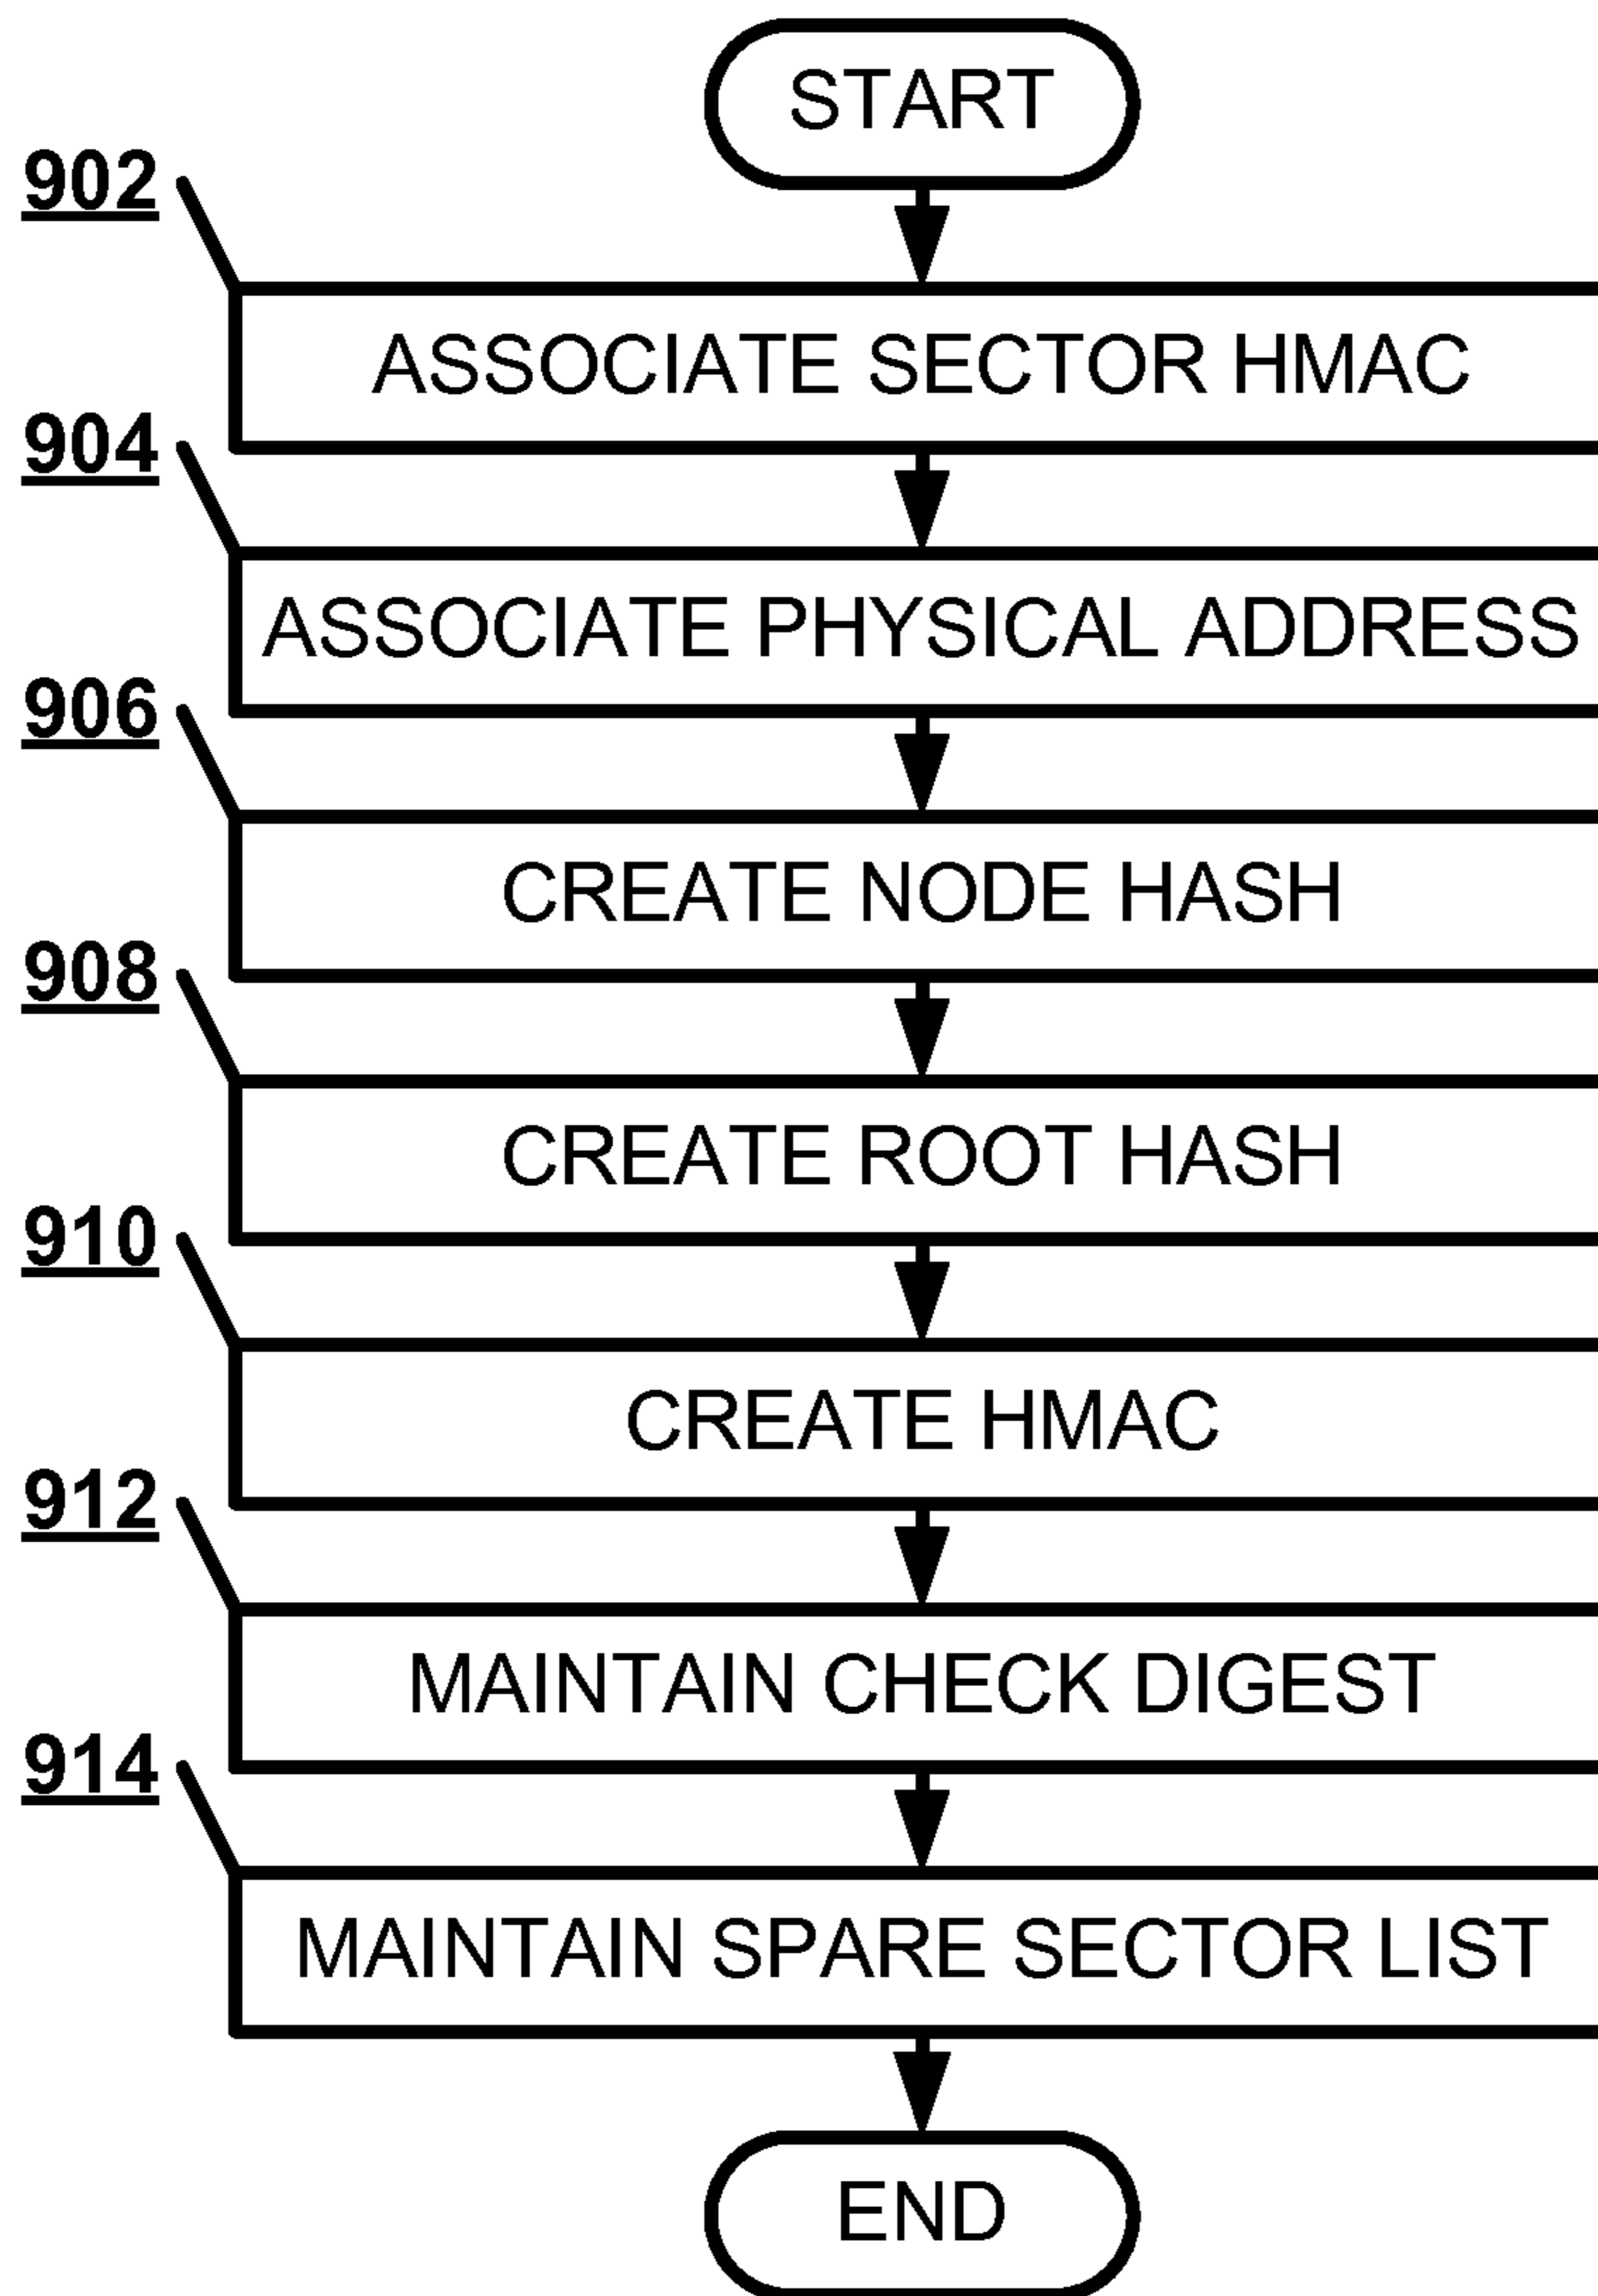 START
902
ASSOCIATE SECTOR HMAC
904
ASSOCIATE PHYSICAL ADDRESS
906
CREATE NODE HASH
908
CREATE ROOT HASH
910
CREATE HMAC
912
MAINTAIN CHECK DIGEST
914
MAINTAIN SPARE SECTOR LIST
END